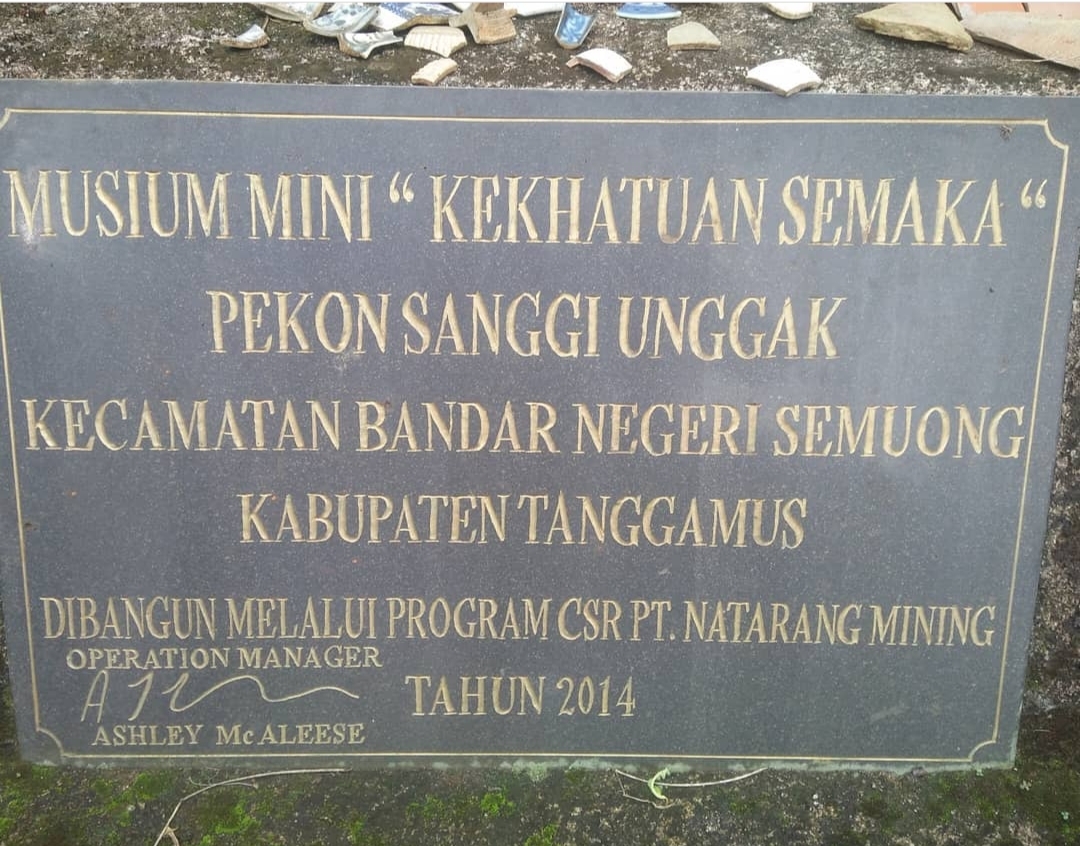 MUSIUM MINI “ KEKHATUAN SEMAKA “
PEKON SANGGI UNGGAK
KECAMATAN BANDAR NEGERI SEMUONG
KABUPATEN TANGGAMUS
DIBANGUN MELALUI PROGRAM CSR PT. NATARANG MINING
OPERATION MANAGER
TAHUN 2014
ASHLEY McALEESE